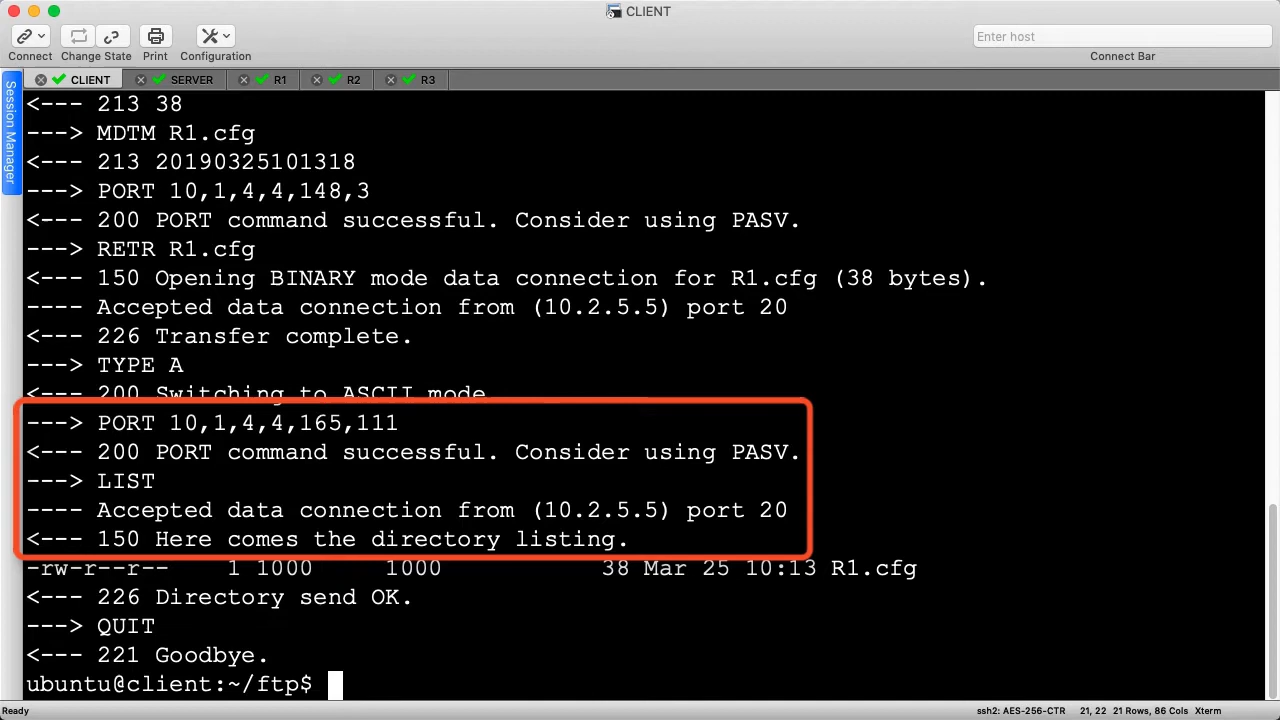 CLIENT
Connect Change State Print Configuration
Enter host
Connect Bar
Session Manager
CLIENT SERVER R1 R2 R3
<--- 213 38
---> MDTM R1.cfg
<--- 213 20190325101318
---> PORT 10,1,4,4,148,3
<--- 200 PORT command successful. Consider using PASV.
---> RETR R1.cfg
<--- 150 Opening BINARY mode data connection for R1.cfg (38 bytes).
---- Accepted data connection from (10.2.5.5) port 20
<--- 226 Transfer complete.
---> TYPE A
<--- 200 Switching to ASCII mode
---> PORT 10,1,4,4,165,111
<--- 200 PORT command successful. Consider using PASV.
---> LIST
---- Accepted data connection from (10.2.5.5) port 20
<--- 150 Here comes the directory listing.
-rw-r--r--    1 1000     1000           38 Mar 25 10:13 R1.cfg
<--- 226 Directory send OK.
---> QUIT
<--- 221 Goodbye.
ubuntu@client:~/ftp$
Ready ssh2: AES-256-CTR 21, 22 21 Rows, 86 Cols Xterm